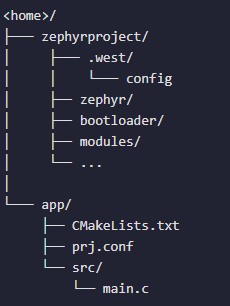 <home>/
├── zephyrproject/
│     ├── .west/
│     │     └── config
│     ├── zephyr/
│     ├── bootloader/
│     ├── modules/
│     └── ...
│
└── app/
      ├── CMakeLists.txt
      ├── prj.conf
      └── src/
            └── main.c